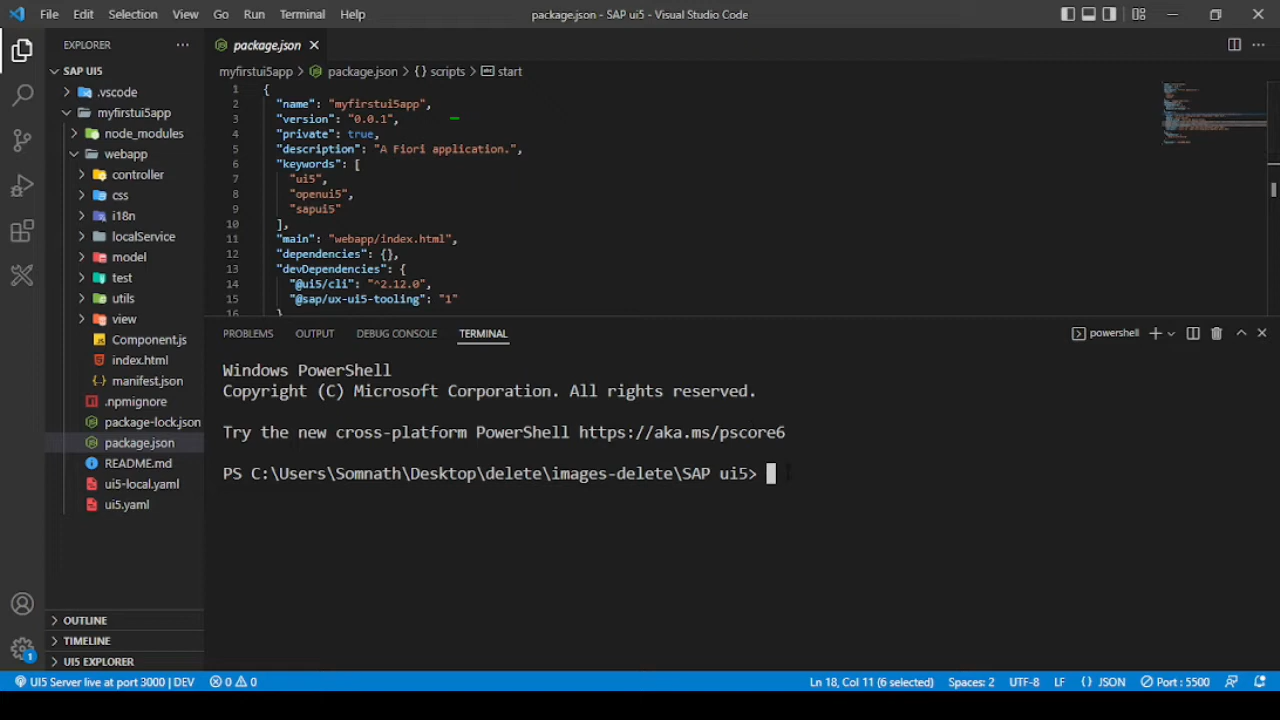 File Edit Selection View Go Run Terminal Help
package.json - SAP ui5 - Visual Studio Code
EXPLORER
SAP UI5
.vscode
myfirstui5app
node_modules
webapp
controller
css
i18n
localService
model
test
utils
view
Component.js
index.html
manifest.json
.npmignore
package-lock.json
package.json
README.md
ui5-local.yaml
ui5.yaml
OUTLINE
TIMELINE
UI5 EXPLORER
package.json
myfirstui5app > package.json > {} scripts > start
1 {
2 "name": "myfirstui5app",
3 "version": "0.0.1",
4 "private": true,
5 "description": "A Fiori application.",
6 "keywords": [
7 "ui5",
8 "openui5",
9 "sapui5"
10 ],
11 "main": "webapp/index.html",
12 "dependencies": {},
13 "devDependencies": {
14 "@ui5/cli": "^2.12.0",
15 "@sap/ux-ui5-tooling": "1"
16 }
PROBLEMS OUTPUT DEBUG CONSOLE TERMINAL
powershell
Windows PowerShell
Copyright (C) Microsoft Corporation. All rights reserved.
Try the new cross-platform PowerShell https://aka.ms/pscore6
PS C:\Users\Somnath\Desktop\delete\images-delete\SAP ui5>
1
UI5 Server live at port 3000 | DEV 0 0
Ln 18, Col 11 (6 selected) Spaces: 2 UTF-8 LF {} JSON Port : 5500